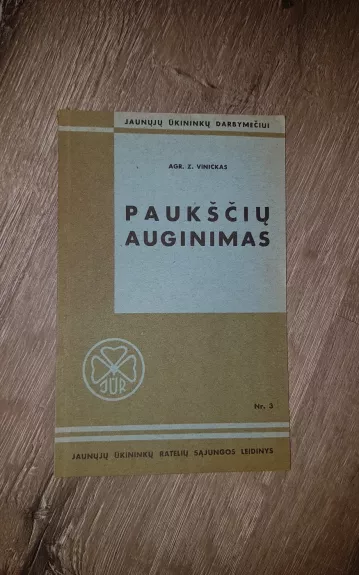 JAUNŲJŲ ŪKININKŲ DARBYMEČIUI
AGR. Z. VINICKAS
PAUKŠČIŲ
AUGINIMAS
JŪR
Nr. 3
JAUNŲJŲ ŪKININKŲ RATELIŲ SĄJUNGOS LEIDINYS